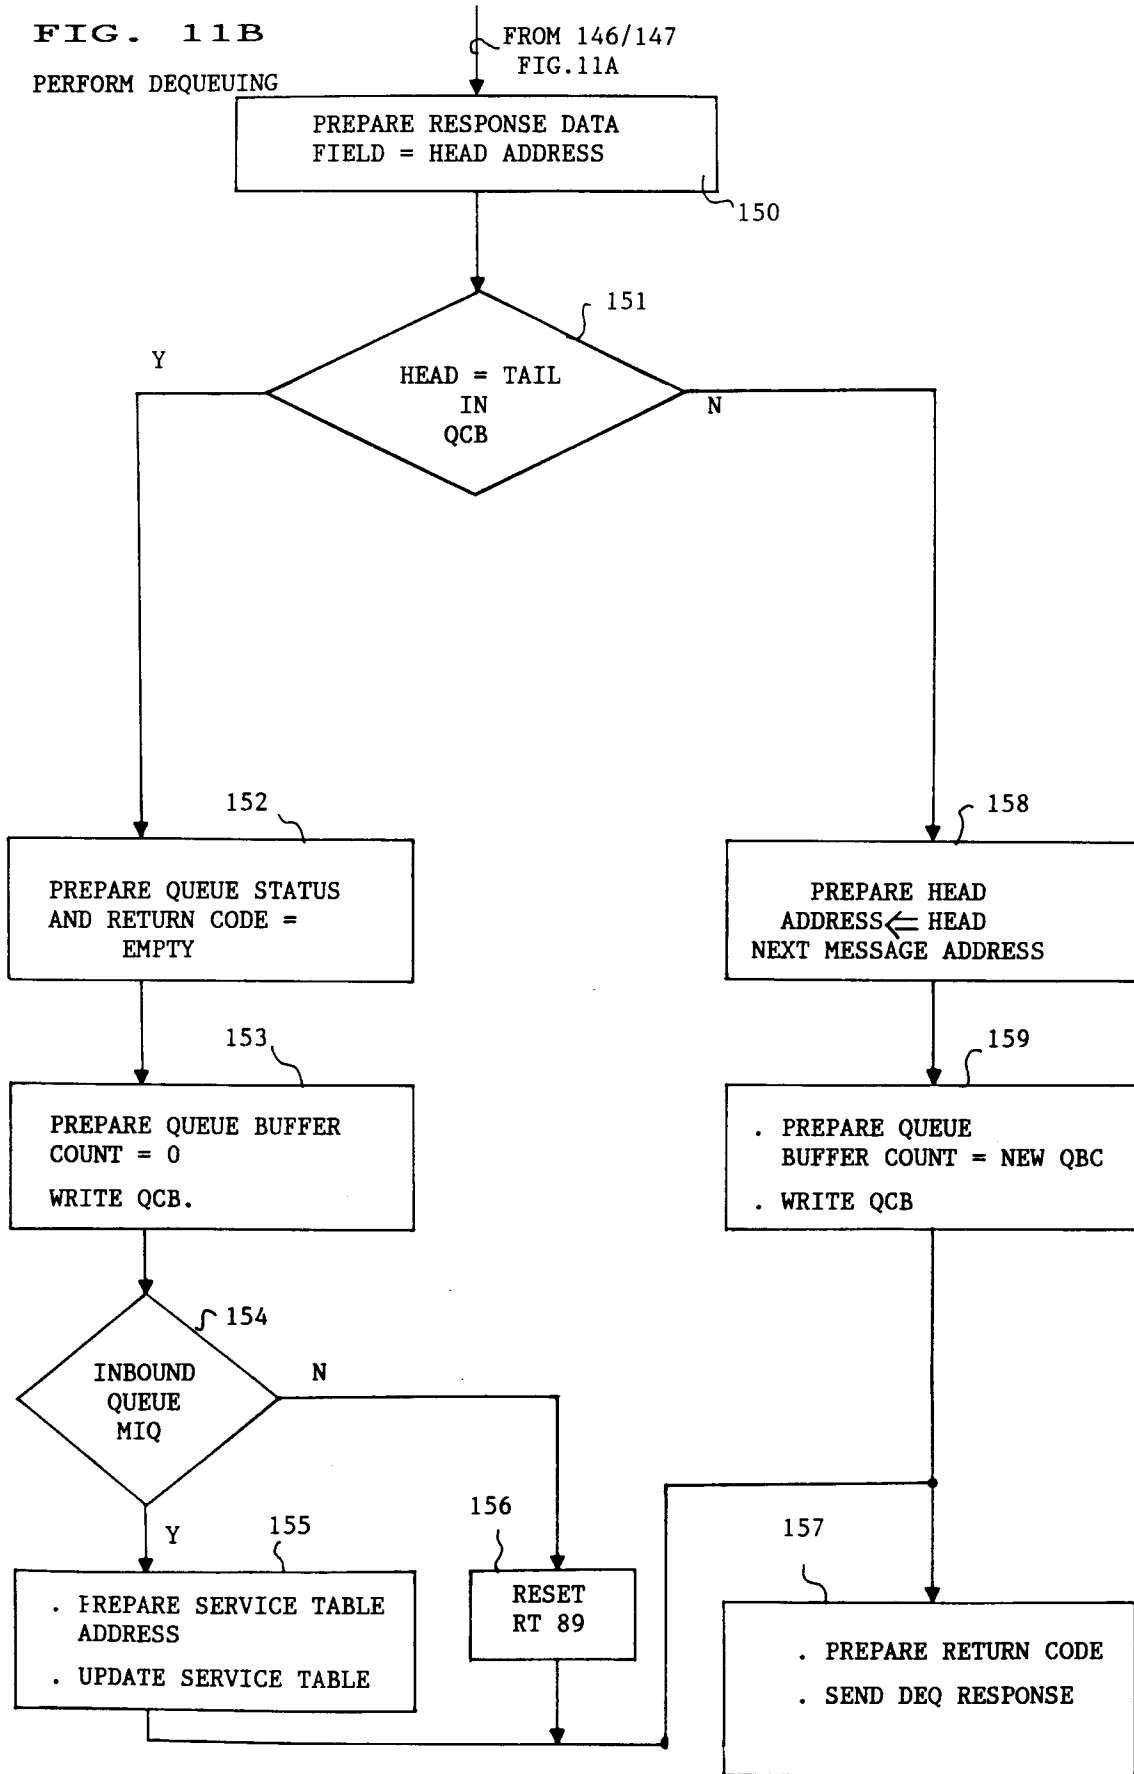 FIG. 11B
PERFORM DEQUEUING
FROM 146/147
FIG.11A
PREPARE RESPONSE DATA
FIELD = HEAD ADDRESS
150
151
HEAD = TAIL
IN
QCB
Y
N
152
PREPARE QUEUE STATUS
AND RETURN CODE =
EMPTY
153
PREPARE QUEUE BUFFER
COUNT = 0
WRITE QCB.
154
INBOUND
QUEUE
MIQ
N
Y
155
. PREPARE SERVICE TABLE
ADDRESS
. UPDATE SERVICE TABLE
156
RESET
RT 89
158
PREPARE HEAD
ADDRESS ⇐ HEAD
NEXT MESSAGE ADDRESS
159
. PREPARE QUEUE
BUFFER COUNT = NEW QBC
. WRITE QCB
157
. PREPARE RETURN CODE
. SEND DEQ RESPONSE